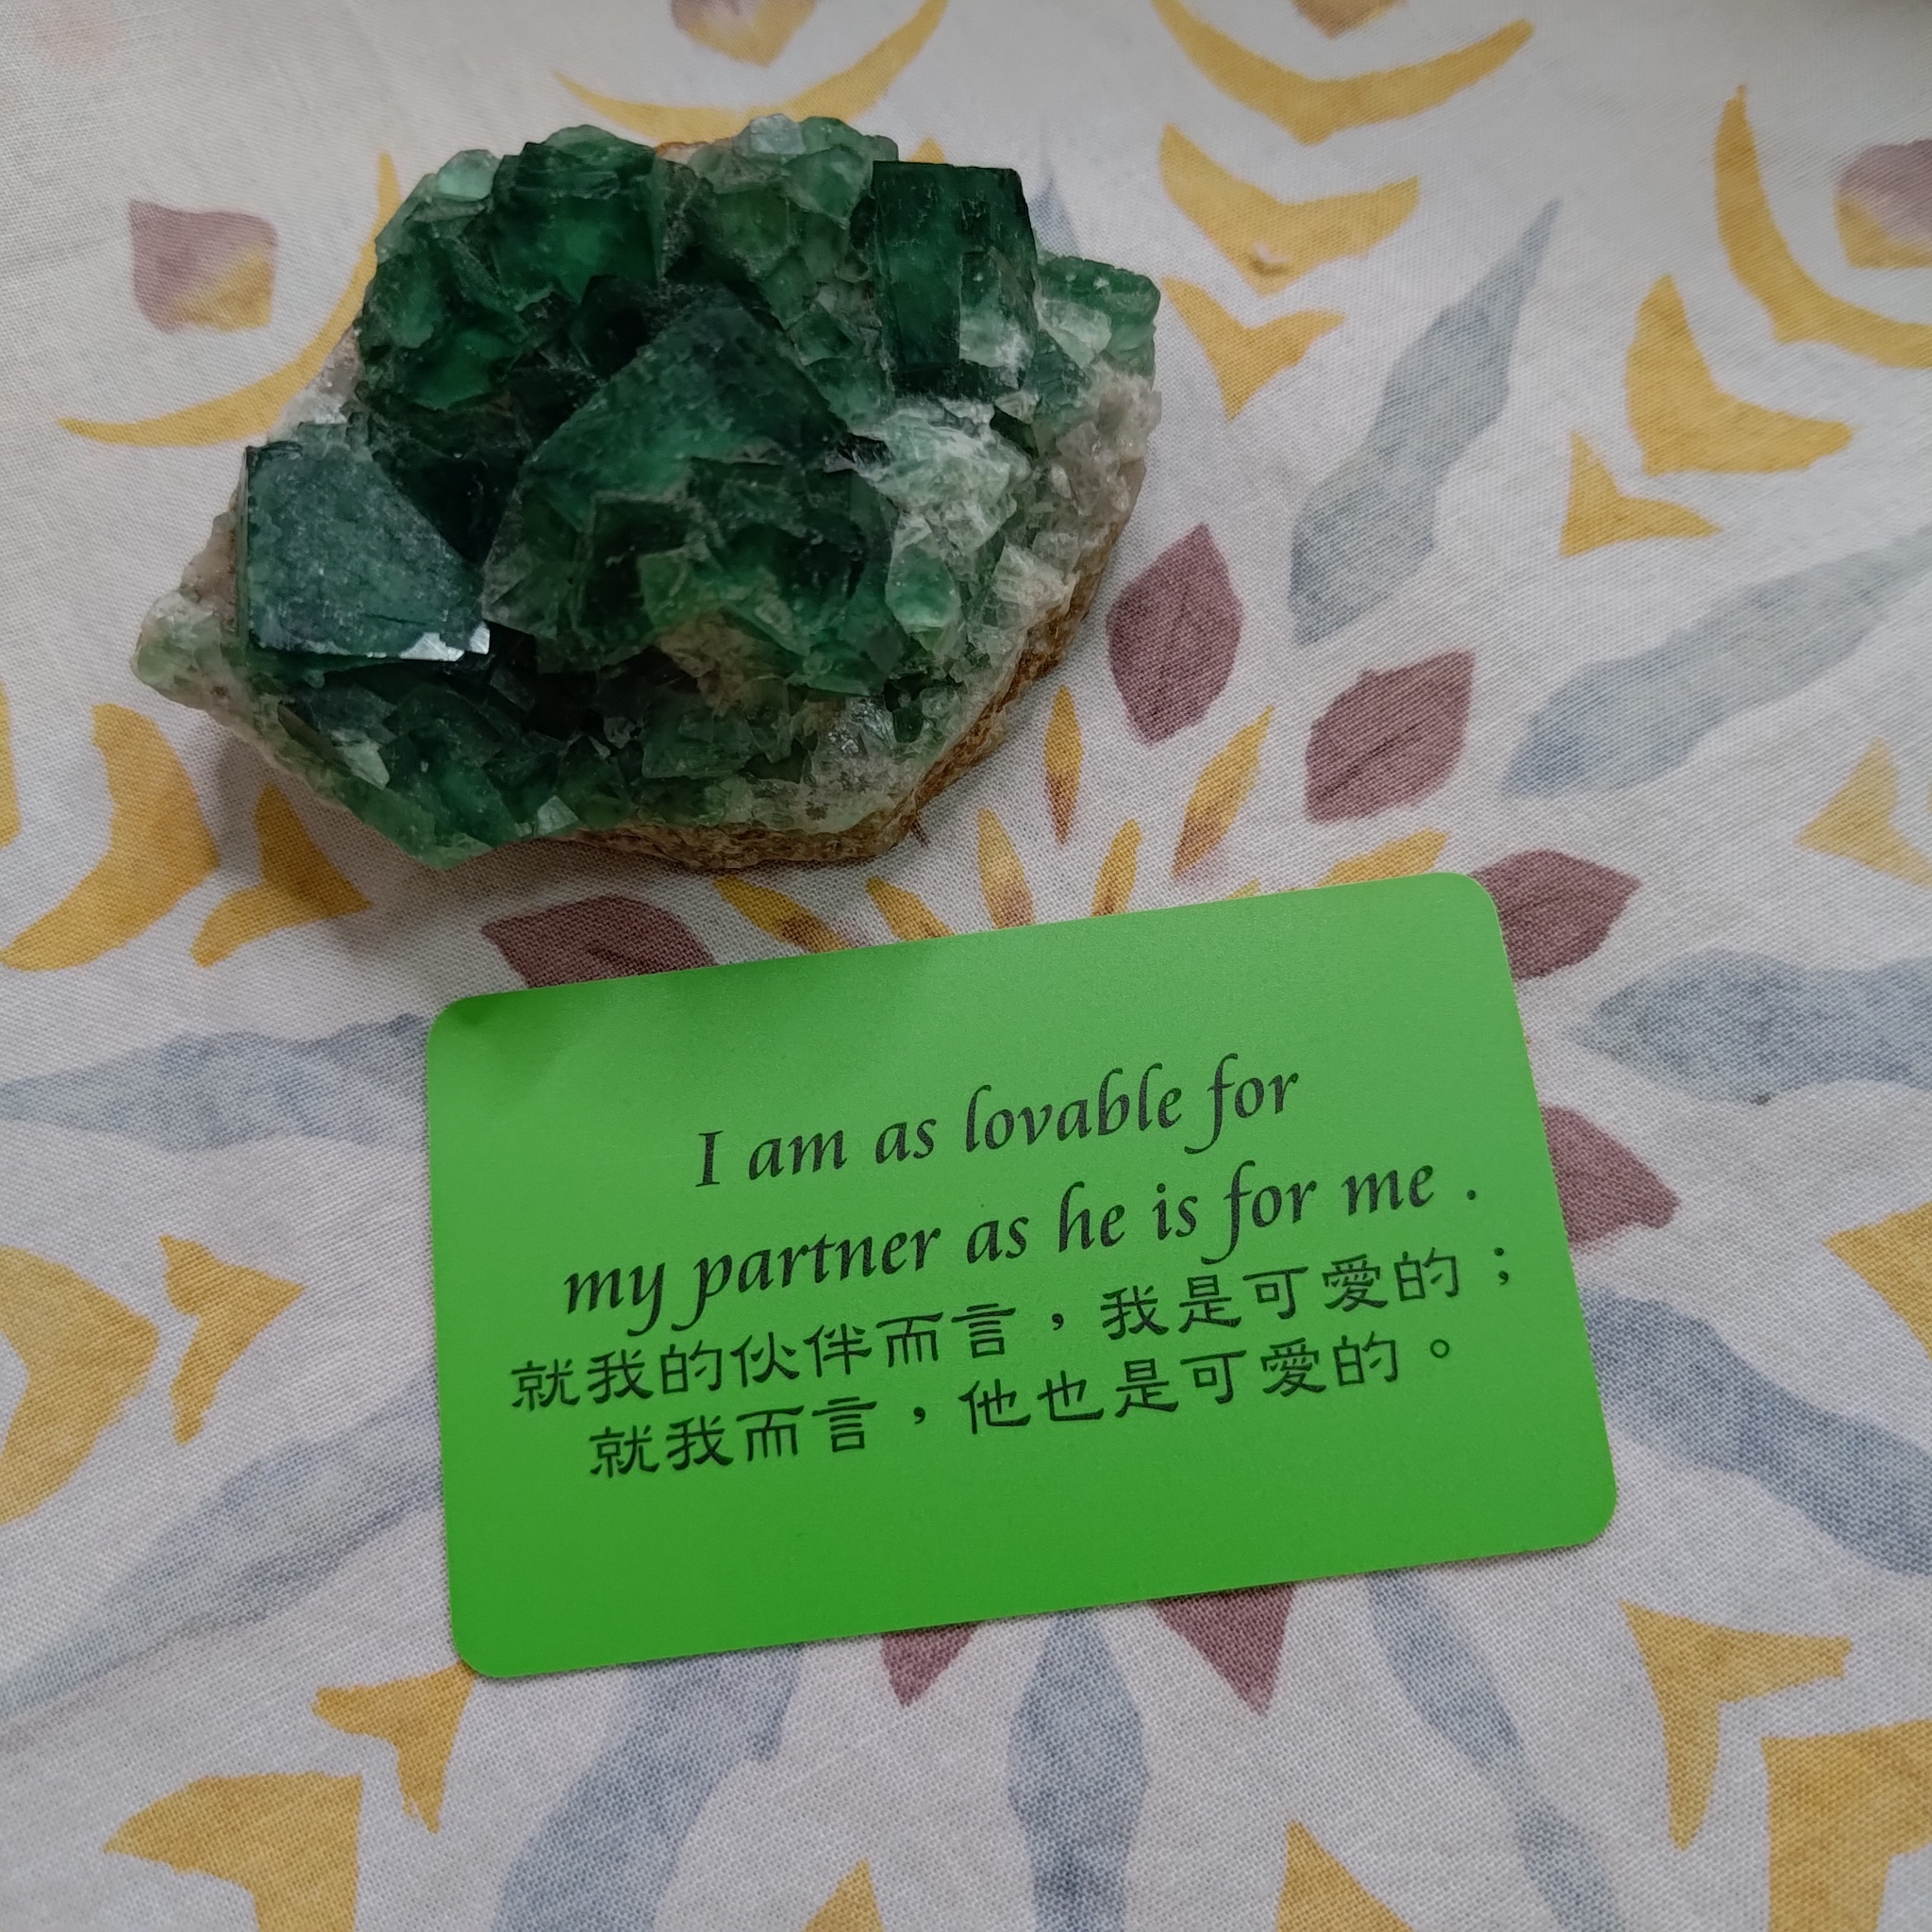 I am as lovable for
my partner as he is for me .
就我的伙伴而言，我是可愛的；
就我而言，他也是可愛的。